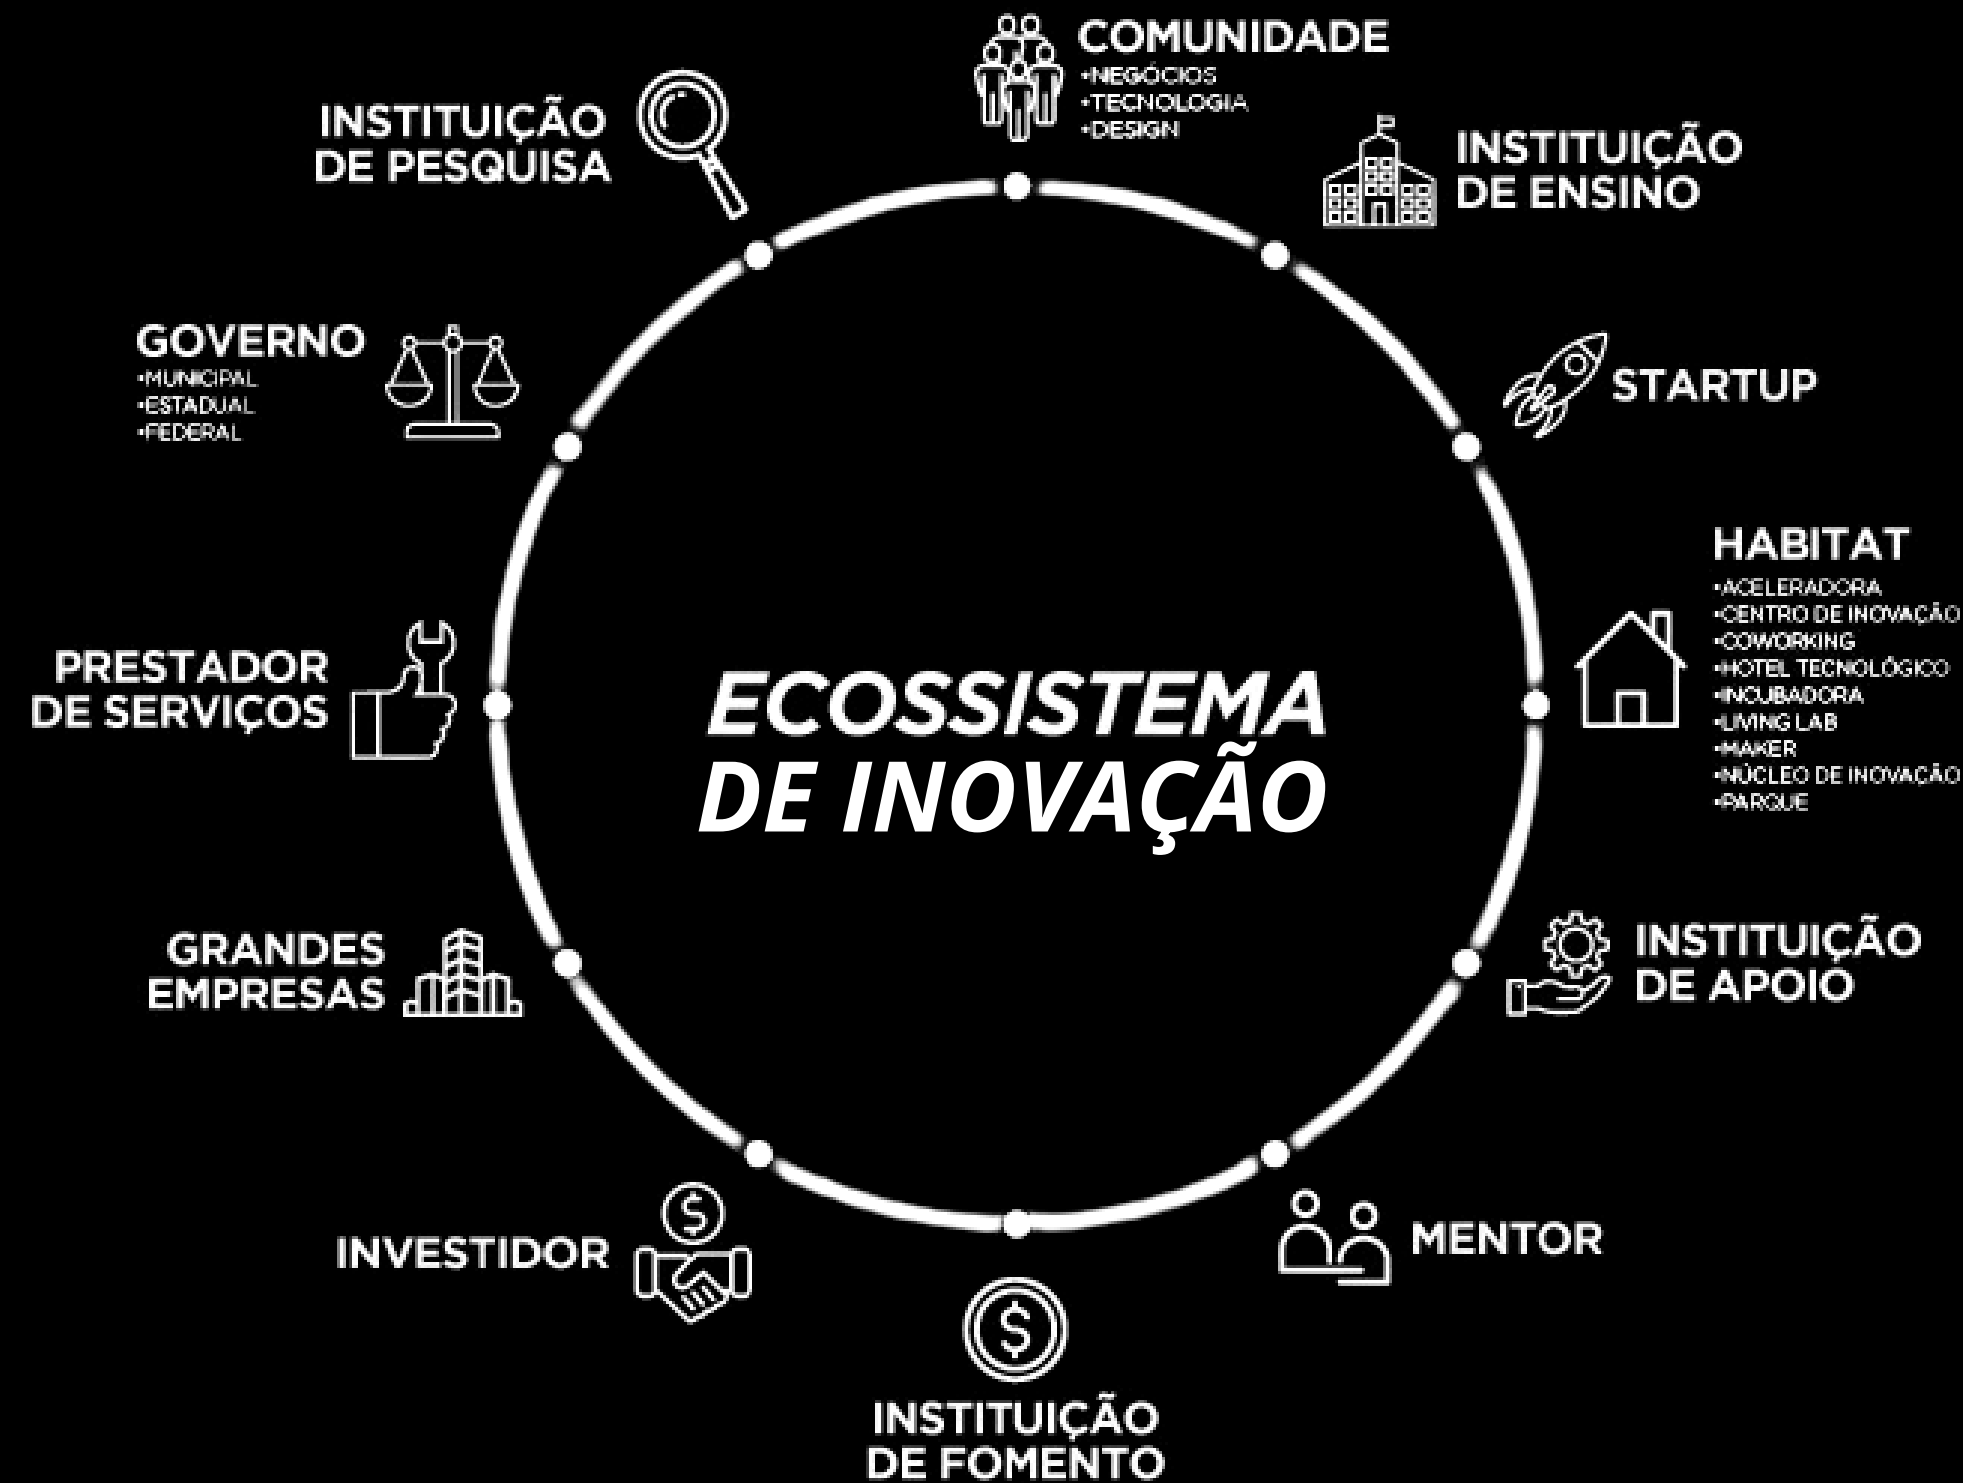 COMUNIDADE
•NEGÓCIOS
•TECNOLOGIA
•DESIGN
INSTITUIÇÃO
DE ENSINO
STARTUP
HABITAT
•ACELERADORA
•CENTRO DE INOVAÇÃO
•COWORKING
•HOTEL TECNOLÓGICO
•INCUBADORA
•LIVING LAB
•MAKER
•NÚCLEO DE INOVAÇÃO
•PARQUE
INSTITUIÇÃO
DE APOIO
MENTOR
$
INSTITUIÇÃO
DE FOMENTO
$
INVESTIDOR
GRANDES
EMPRESAS
PRESTADOR
DE SERVIÇOS
GOVERNO
•MUNICIPAL
•ESTADUAL
•FEDERAL
INSTITUIÇÃO
DE PESQUISA
ECOSSISTEMA
DE INOVAÇÃO